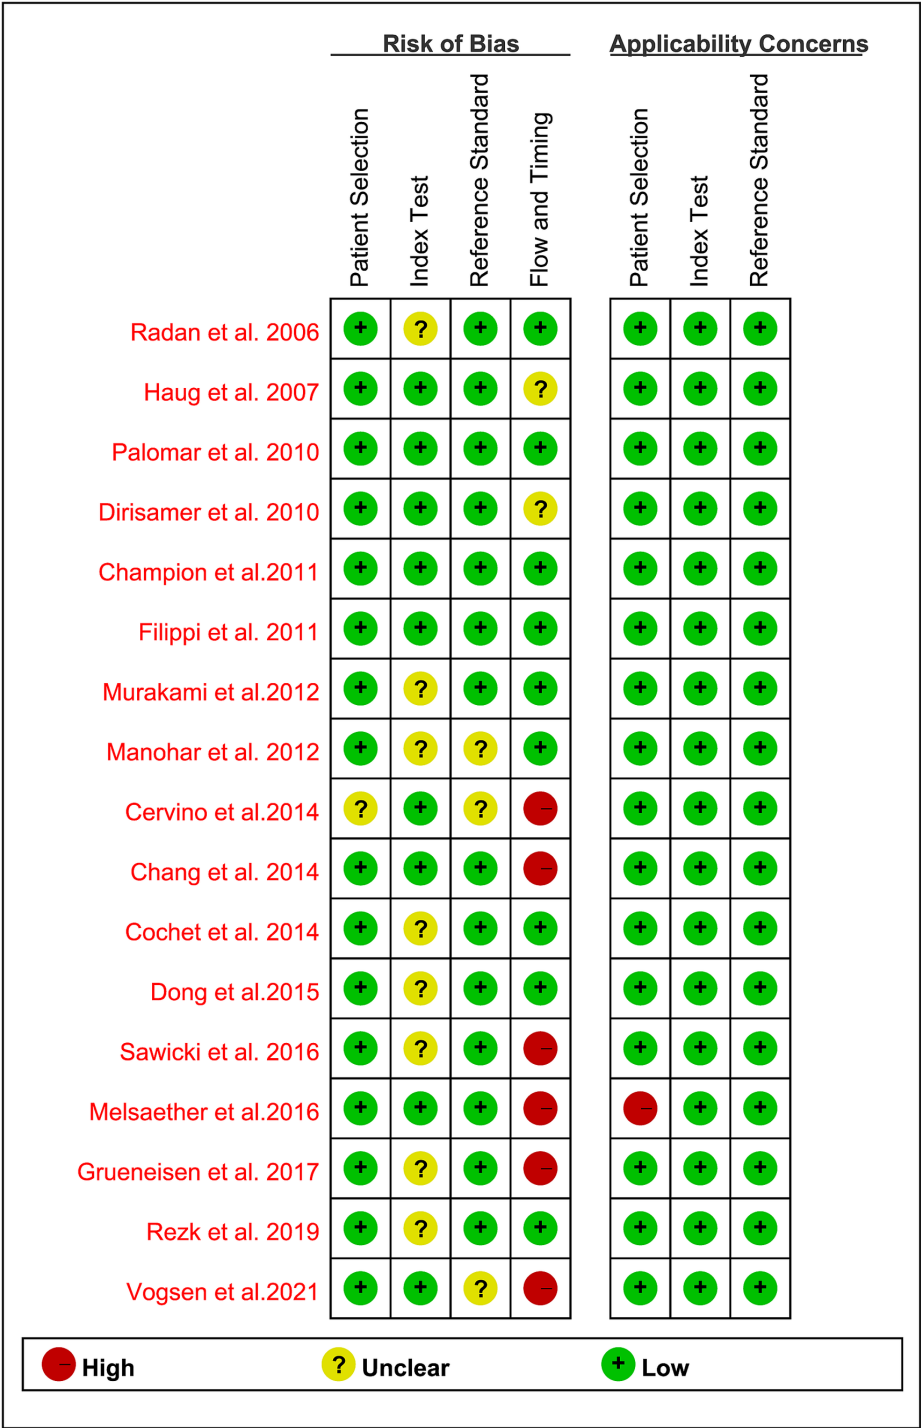 Risk of Bias Applicability Concerns
Patient Selection
Index Test
Reference Standard
Flow and Timing
Patient Selection
Index Test
Reference Standard
Radan et al. 2006 + ? + + + + +
Haug et al. 2007 + + + ? + + +
Palomar et al. 2010 + + + + + + +
Dirisamer et al. 2010 + + + ? + + +
Champion et al.2011 + + + + + + +
Filippi et al. 2011 + + + + + + +
Murakami et al.2012 + ? + + + + +
Manohar et al. 2012 + ? ? + + + +
Cervino et al.2014 ? + ? − + + +
Chang et al. 2014 + + + − + + +
Cochet et al. 2014 + ? + + + + +
Dong et al.2015 + ? + + + + +
Sawicki et al. 2016 + ? + − + + +
Melsaether et al.2016 + + + − − + +
Grueneisen et al. 2017 + ? + − + + +
Rezk et al. 2019 + ? + + + + +
Vogsen et al.2021 + + ? − + + +
− High ? Unclear + Low